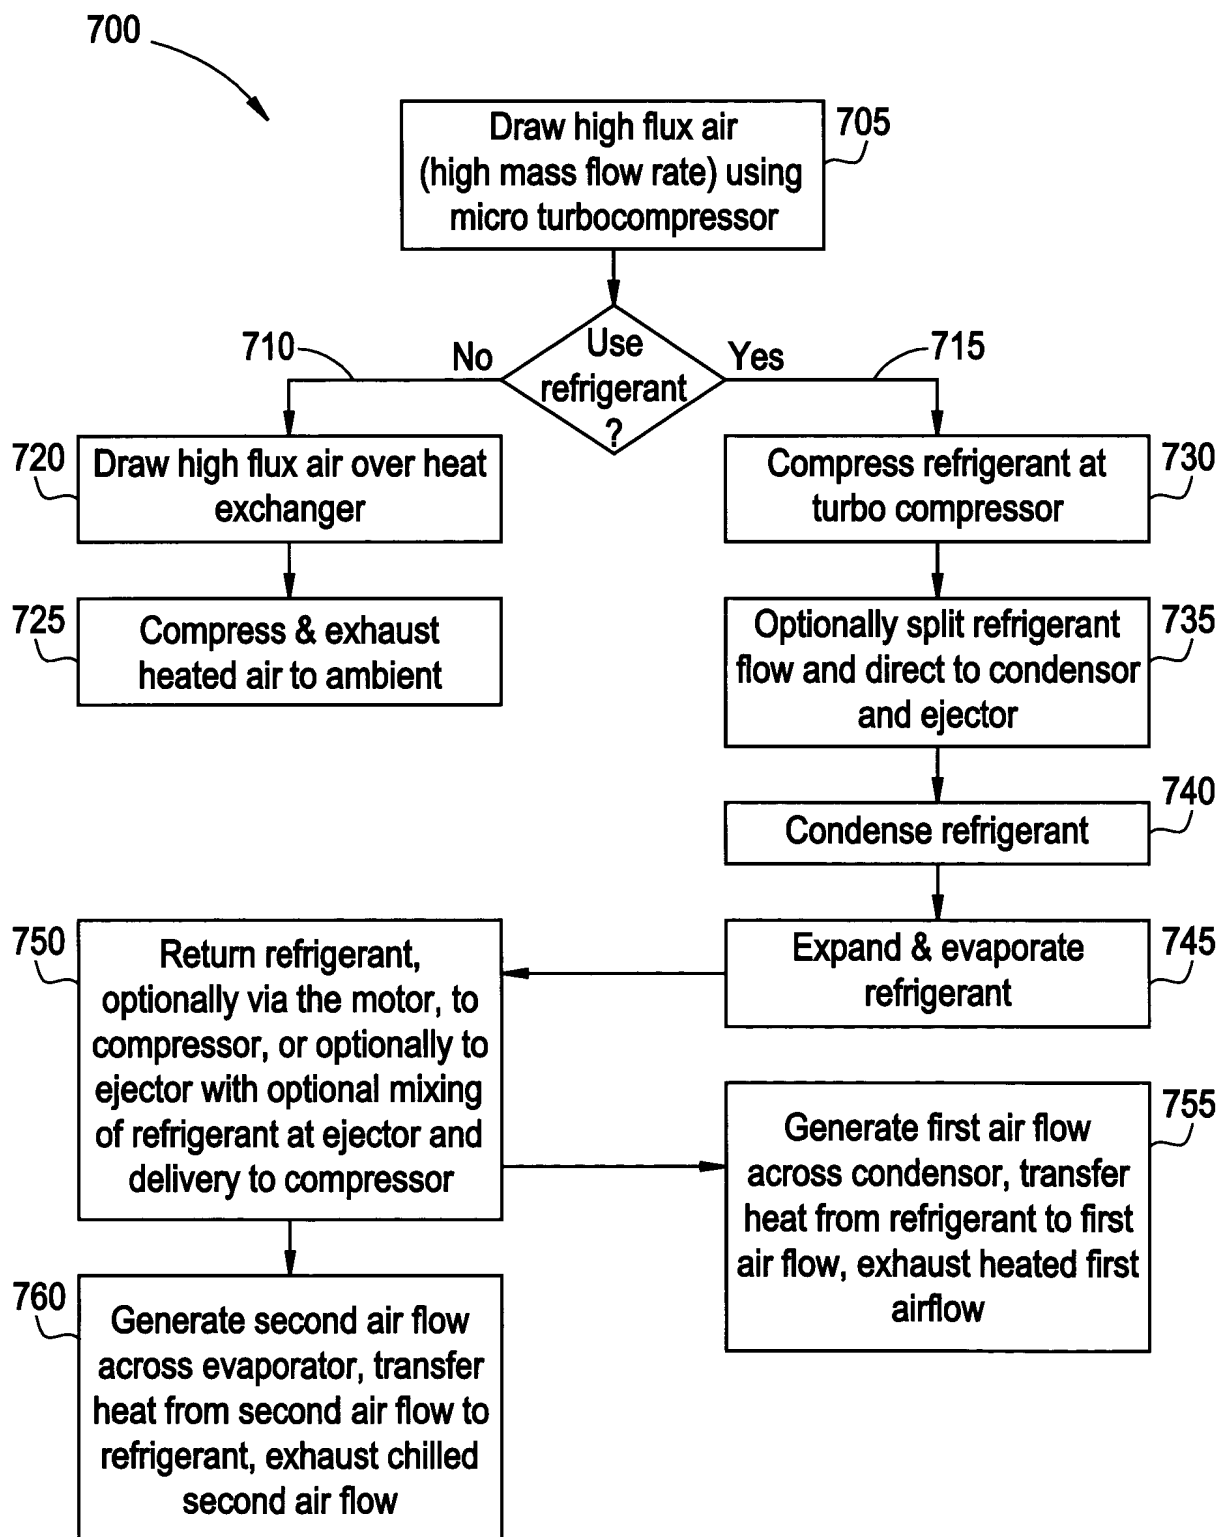 700
Draw high flux air
(high mass flow rate) using
micro turbocompressor
705
Use
refrigerant
?
No
Yes
710
715
720
Draw high flux air over heat
exchanger
725
Compress & exhaust
heated air to ambient
Compress refrigerant at
turbo compressor
730
Optionally split refrigerant
flow and direct to condensor
and ejector
735
Condense refrigerant
740
Expand & evaporate
refrigerant
745
750
Return refrigerant,
optionally via the motor, to
compressor, or optionally to
ejector with optional mixing
of refrigerant at ejector and
delivery to compressor
Generate first air flow
across condensor, transfer
heat from refrigerant to first
air flow, exhaust heated first
airflow
755
760
Generate second air flow
across evaporator, transfer
heat from second air flow to
refrigerant, exhaust chilled
second air flow